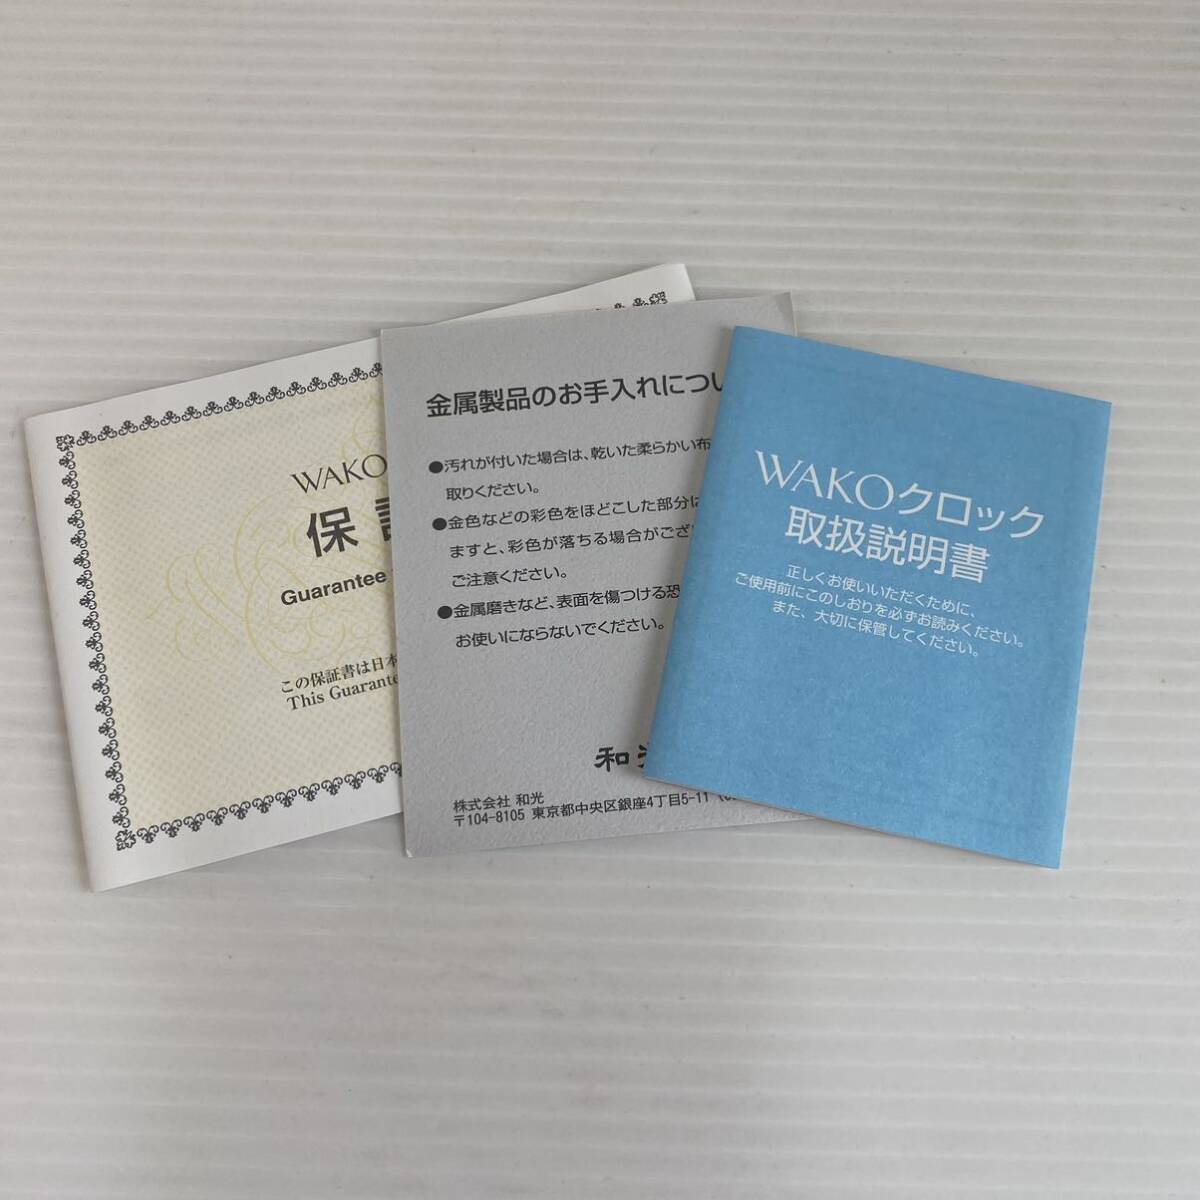 WAKO
保
Guarantee
この保証書は日本
This Guarantee
金属製品のお手入れについ
●汚れが付いた場合は、乾いた柔らかい布
取りください。
●金色などの彩色をほどこした部分は
ますと、彩色が落ちる場合がござ
ご注意ください。
●金属磨きなど、表面を傷つける恐
お使いにならないでください。
和光
株式会社 和光
〒104-8105 東京都中央区銀座4丁目5-11
WAKOクロック
取扱説明書
正しくお使いいただくために、
ご使用前にこのしおりを必ずお読みください。
また、大切に保管してください。